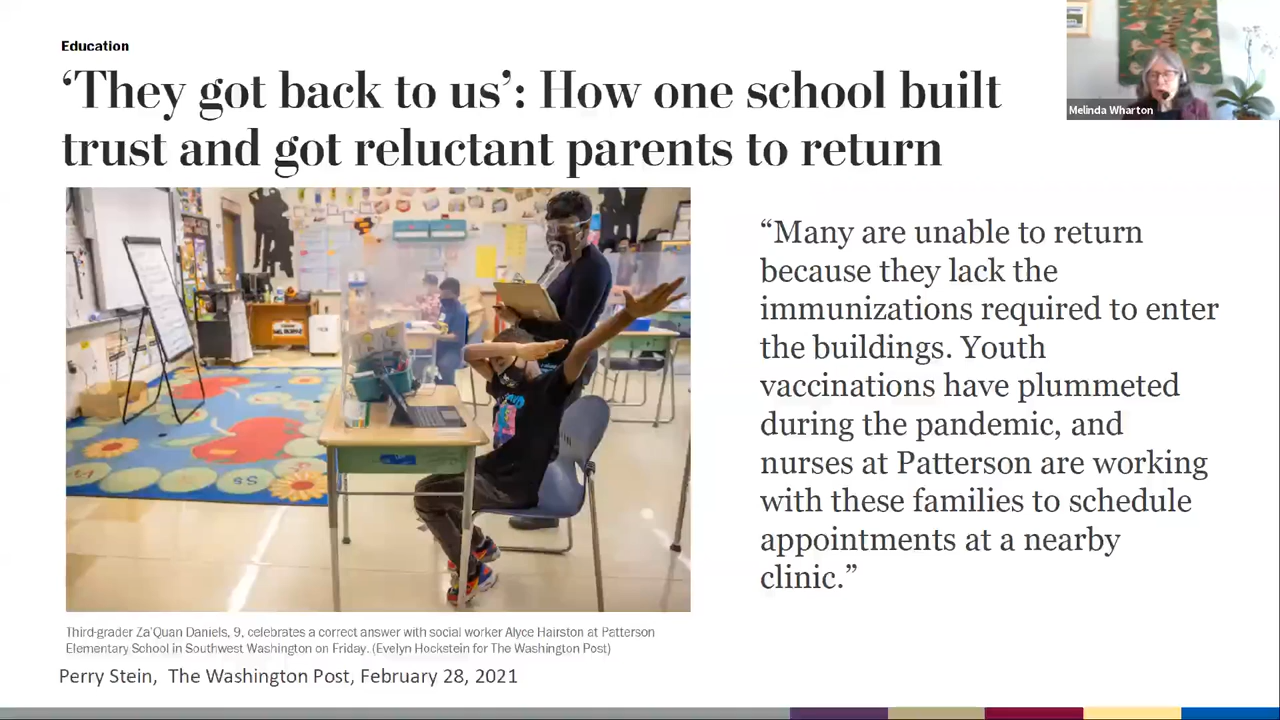 Education
‘They got back to us’: How one school built
trust and got reluctant parents to return
Melinda Wharton
“Many are unable to return
because they lack the
immunizations required to enter
the buildings. Youth
vaccinations have plummeted
during the pandemic, and
nurses at Patterson are working
with these families to schedule
appointments at a nearby
clinic.”
Third-grader Za’Quan Daniels, 9, celebrates a correct answer with social worker Alyce Hairston at Patterson
Elementary School in Southwest Washington on Friday. (Evelyn Hockstein for The Washington Post)
Perry Stein, The Washington Post, February 28, 2021